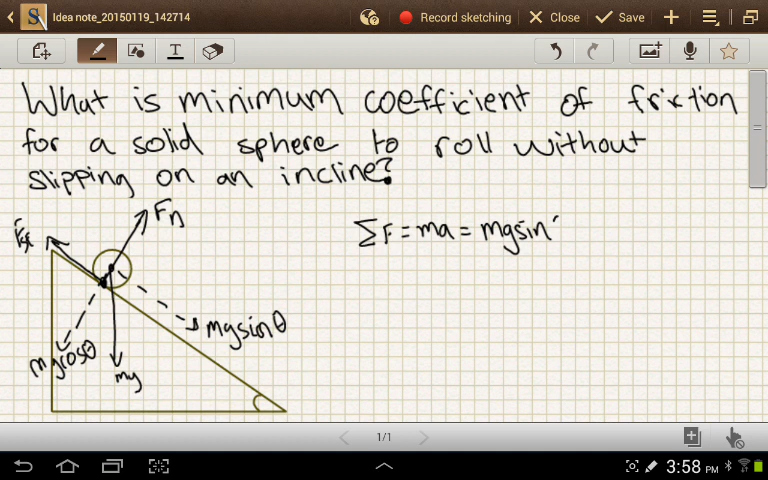 Idea note_20150119_142714
Record sketching
Close
Save
T
What is minimum coefficient of friction
for a solid sphere to roll without
slipping on an incline?
Fn
ΣF = ma = mgsin
mgsinθ
mgcosθ
mg
1/1
3:58 PM